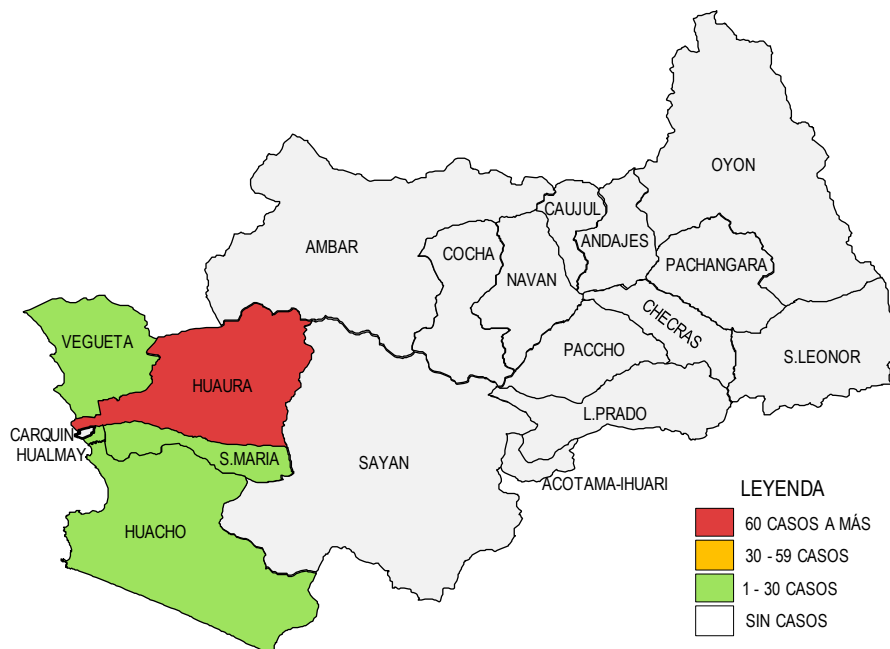 OYON
CAUJUL
ANDAJES
AMBAR
COCHA
NAVAN
PACHANGARA
CHECRAS
VEGUETA
PACCHO
S.LEONOR
HUAURA
L.PRADO
CARQUIN
HUALMAY
S.MARIA
SAYAN
ACOTAMA-IHUARI
HUACHO
LEYENDA
60 CASOS A MÁS
30 - 59 CASOS
1 - 30 CASOS
SIN CASOS